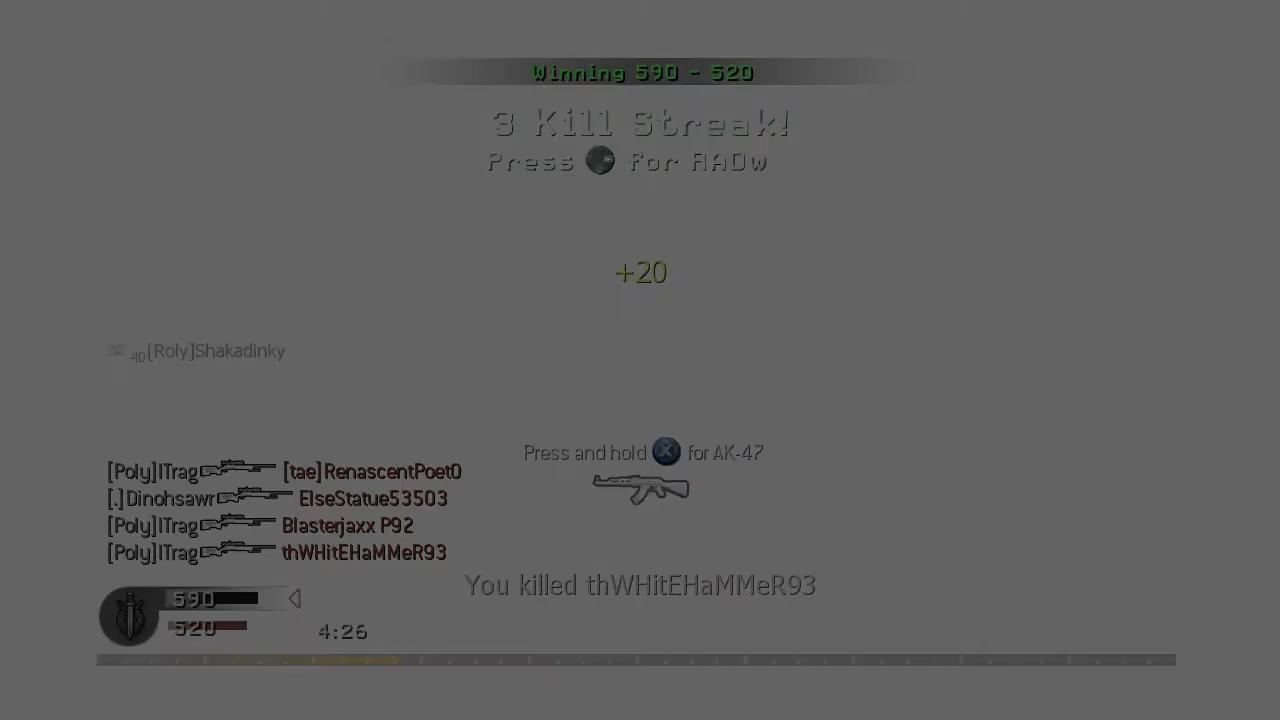 Winning 590 - 520
3 Kill Streak!
Press for RADw
+20
40 [Roly]Shakadinky
Press and hold X for AK-47
[Poly]ITrag [tae]RenascentPoet0
[.]Dinohsawr ElseStatue53503
[Poly]ITrag Blasterjaxx P92
[Poly]ITrag thWHitEHaMMeR93
You killed thWHitEHaMMeR93
590
520
4:26